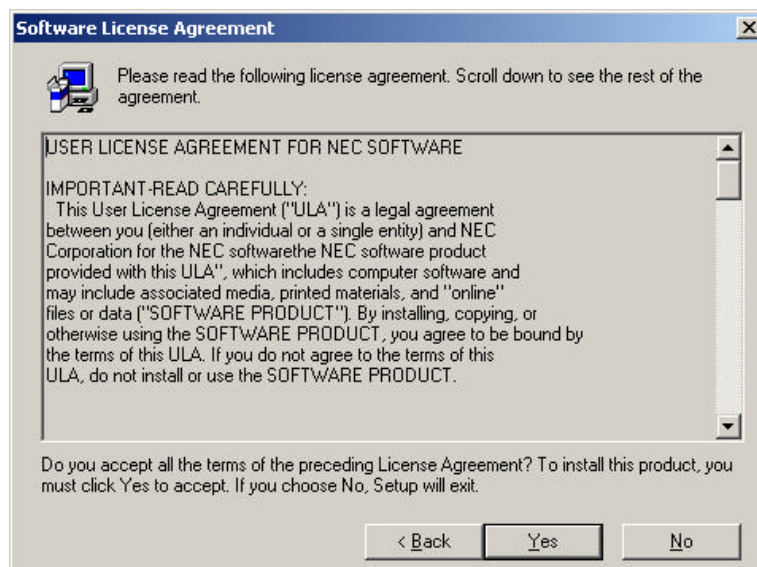 Software License Agreement
Please read the following license agreement. Scroll down to see the rest of the
agreement.
USER LICENSE AGREEMENT FOR NEC SOFTWARE
IMPORTANT-READ CAREFULLY:
This User License Agreement ("ULA") is a legal agreement
between you (either an individual or a single entity) and NEC
Corporation for the NEC softwarethe NEC software product
provided with this ULA", which includes computer software and
may include associated media, printed materials, and "online"
files or data ("SOFTWARE PRODUCT"). By installing, copying, or
otherwise using the SOFTWARE PRODUCT, you agree to be bound by
the terms of this ULA. If you do not agree to the terms of this
ULA, do not install or use the SOFTWARE PRODUCT.
Do you accept all the terms of the preceding License Agreement? To install this product, you
must click Yes to accept. If you choose No, Setup will exit.
< Back Yes No